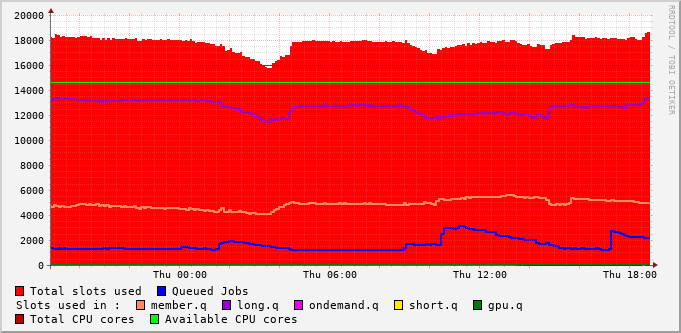 RRDTOOL / TOBI OETIKER
20000
18000
16000
14000
12000
10000
8000
6000
4000
2000
0
Thu 00:00 Thu 06:00 Thu 12:00 Thu 18:00
Total slots used Queued Jobs
Slots used in : member.q long.q ondemand.q short.q gpu.q
Total CPU cores Available CPU cores